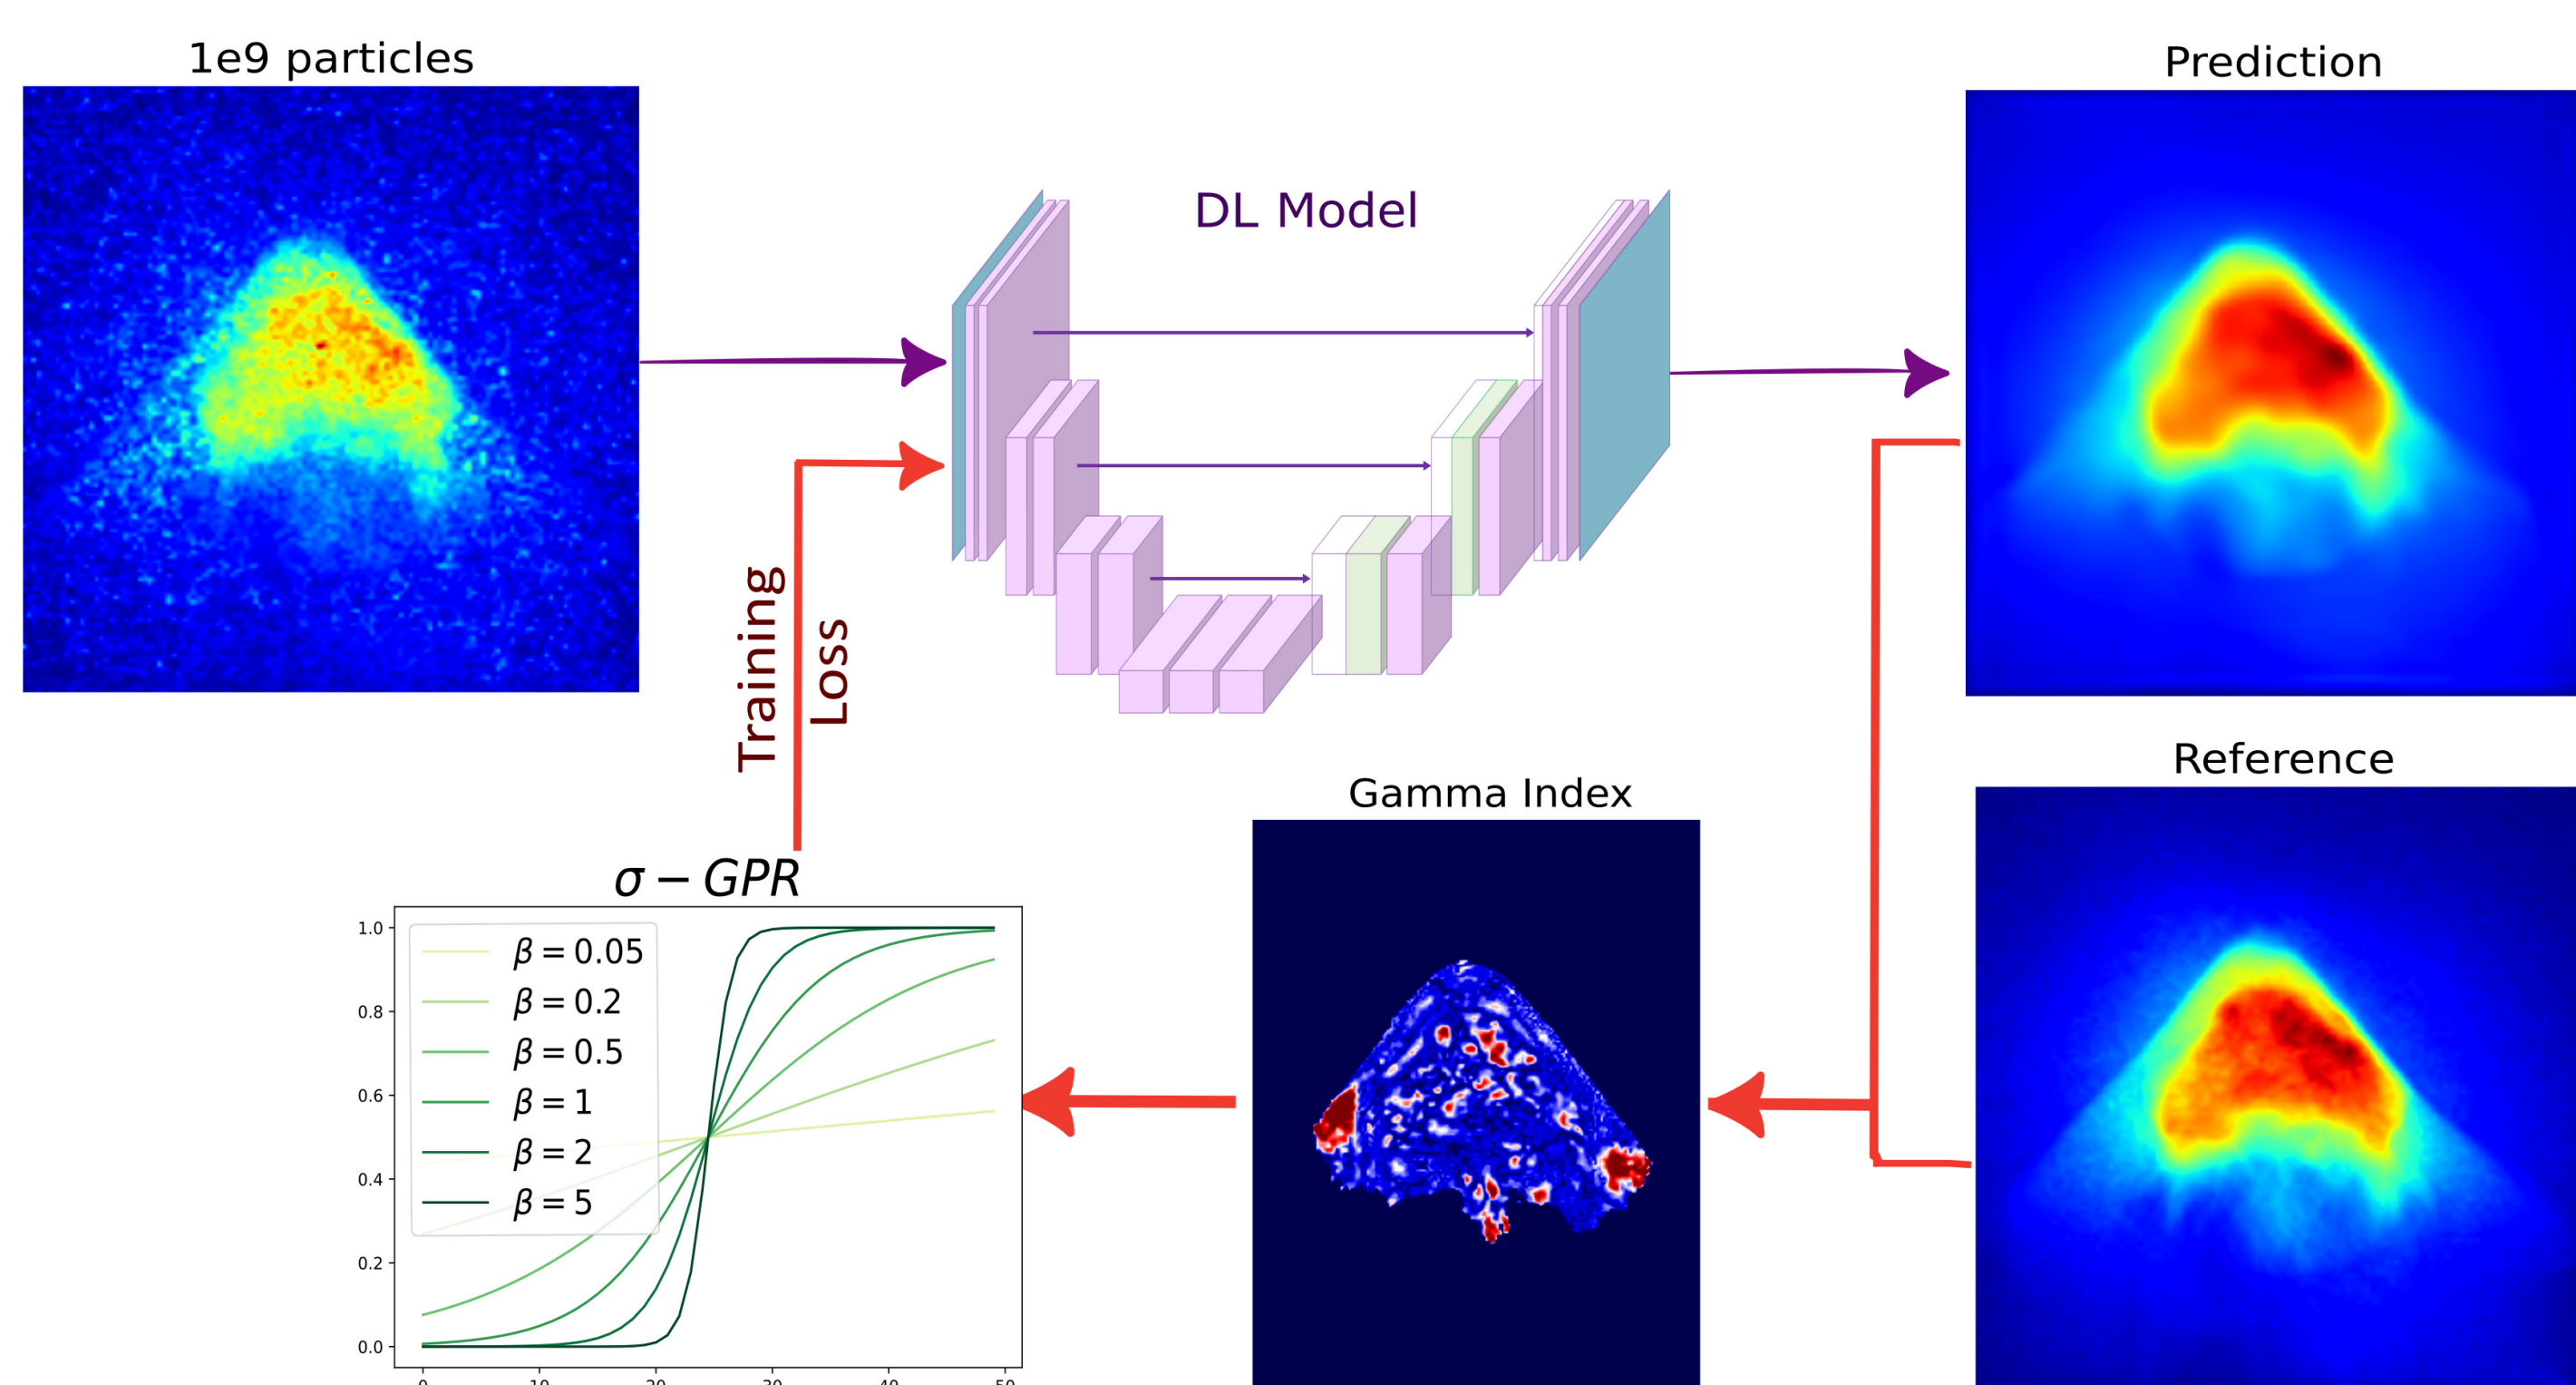 1e9 particles
Prediction
DL Model
Training
Loss
Reference
Gamma Index
σ − GPR
1.0
0.8
0.6
0.4
0.2
0.0
β = 0.05
β = 0.2
β = 0.5
β = 1
β = 2
β = 5
0 10 20 30 40 50